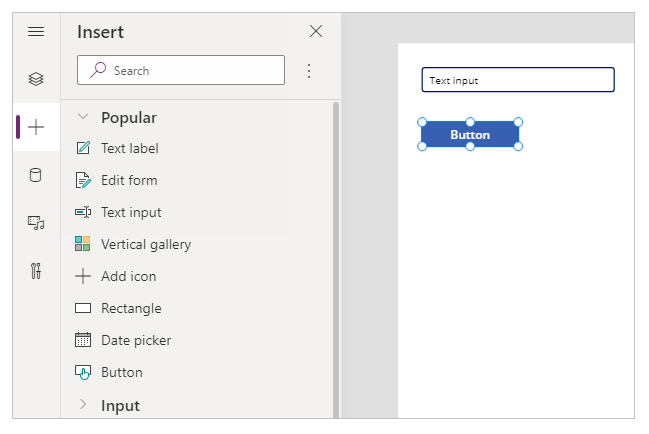 Insert
Search
Popular
Text label
Edit form
Text input
Vertical gallery
Add icon
Rectangle
Date picker
Button
Input
Text input
Button